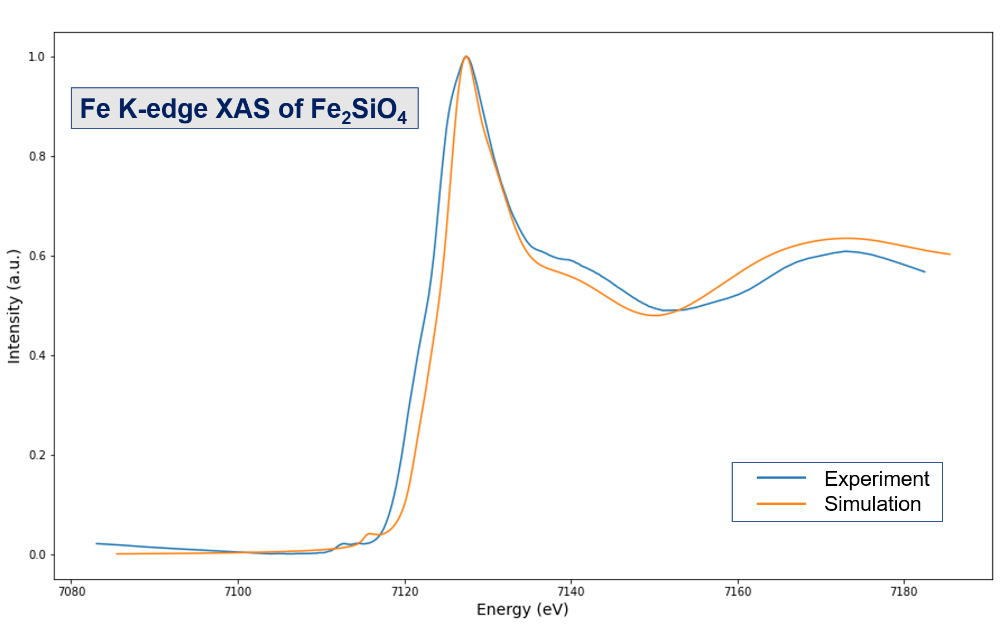 Fe K-edge XAS of Fe₂SiO₄
1.0
0.8
0.6
0.4
0.2
0.0
Intensity (a.u.)
Experiment
Simulation
7080 7100 7120 7140 7160 7180
Energy (eV)